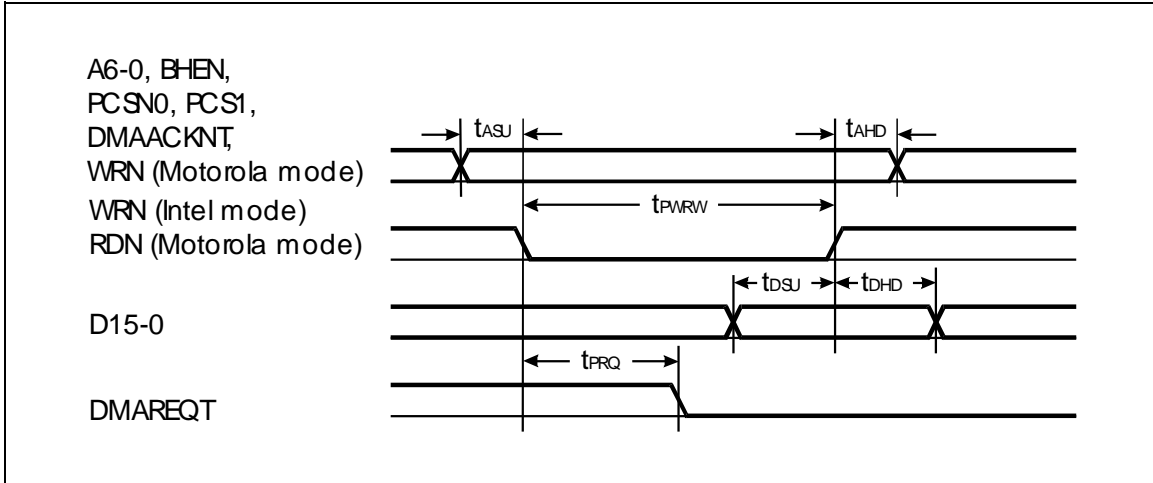 A6-0, BHEN,
PCSN0, PCS1,
DMAACKNT,
WRN (Motorola mode)
tASU
tAHD
WRN (Intel mode)
RDN (Motorola mode)
tPWRW
tDSU
tDHD
D15-0
tPRQ
DMAREQT